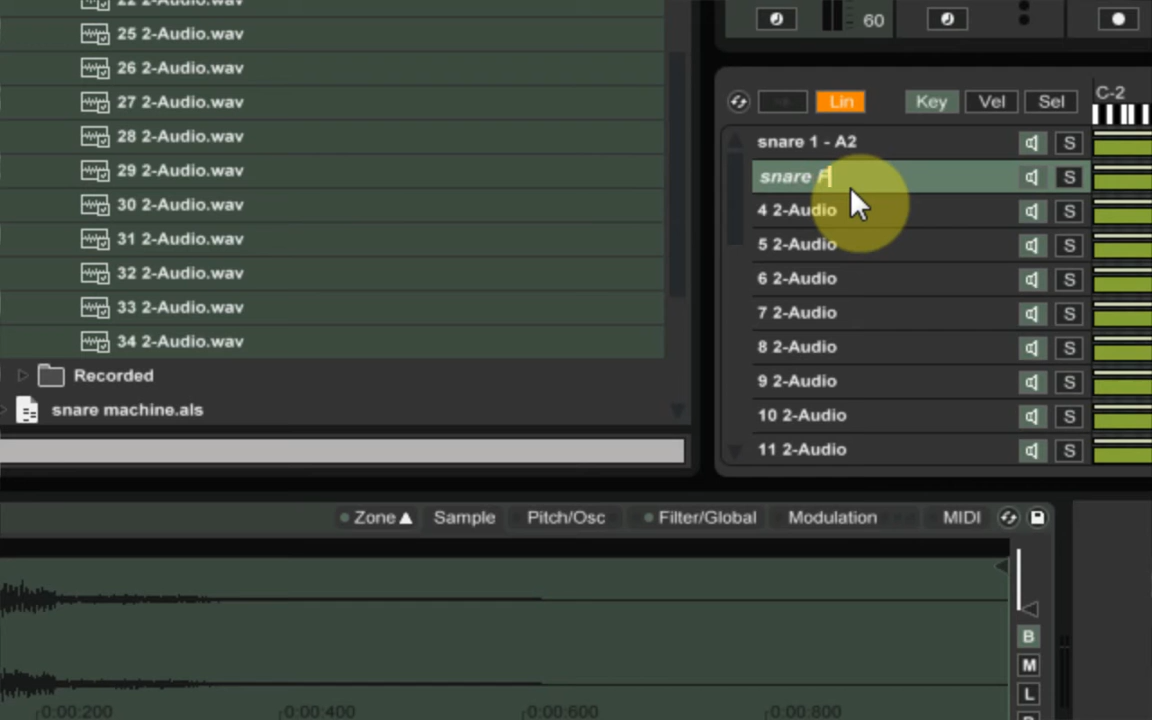 25 2-Audio.wav
26 2-Audio.wav
27 2-Audio.wav
28 2-Audio.wav
29 2-Audio.wav
30 2-Audio.wav
31 2-Audio.wav
32 2-Audio.wav
33 2-Audio.wav
34 2-Audio.wav
Recorded
snare machine.als
60
Lin Key Vel Sel C-2
snare 1 - A2 S
snare F S
4 2-Audio S
5 2-Audio S
6 2-Audio S
7 2-Audio S
8 2-Audio S
9 2-Audio S
10 2-Audio S
11 2-Audio S
Zone Sample Pitch/Osc Filter/Global Modulation MIDI
B
M
L
0:00:200 0:00:400 0:00:600 0:00:800